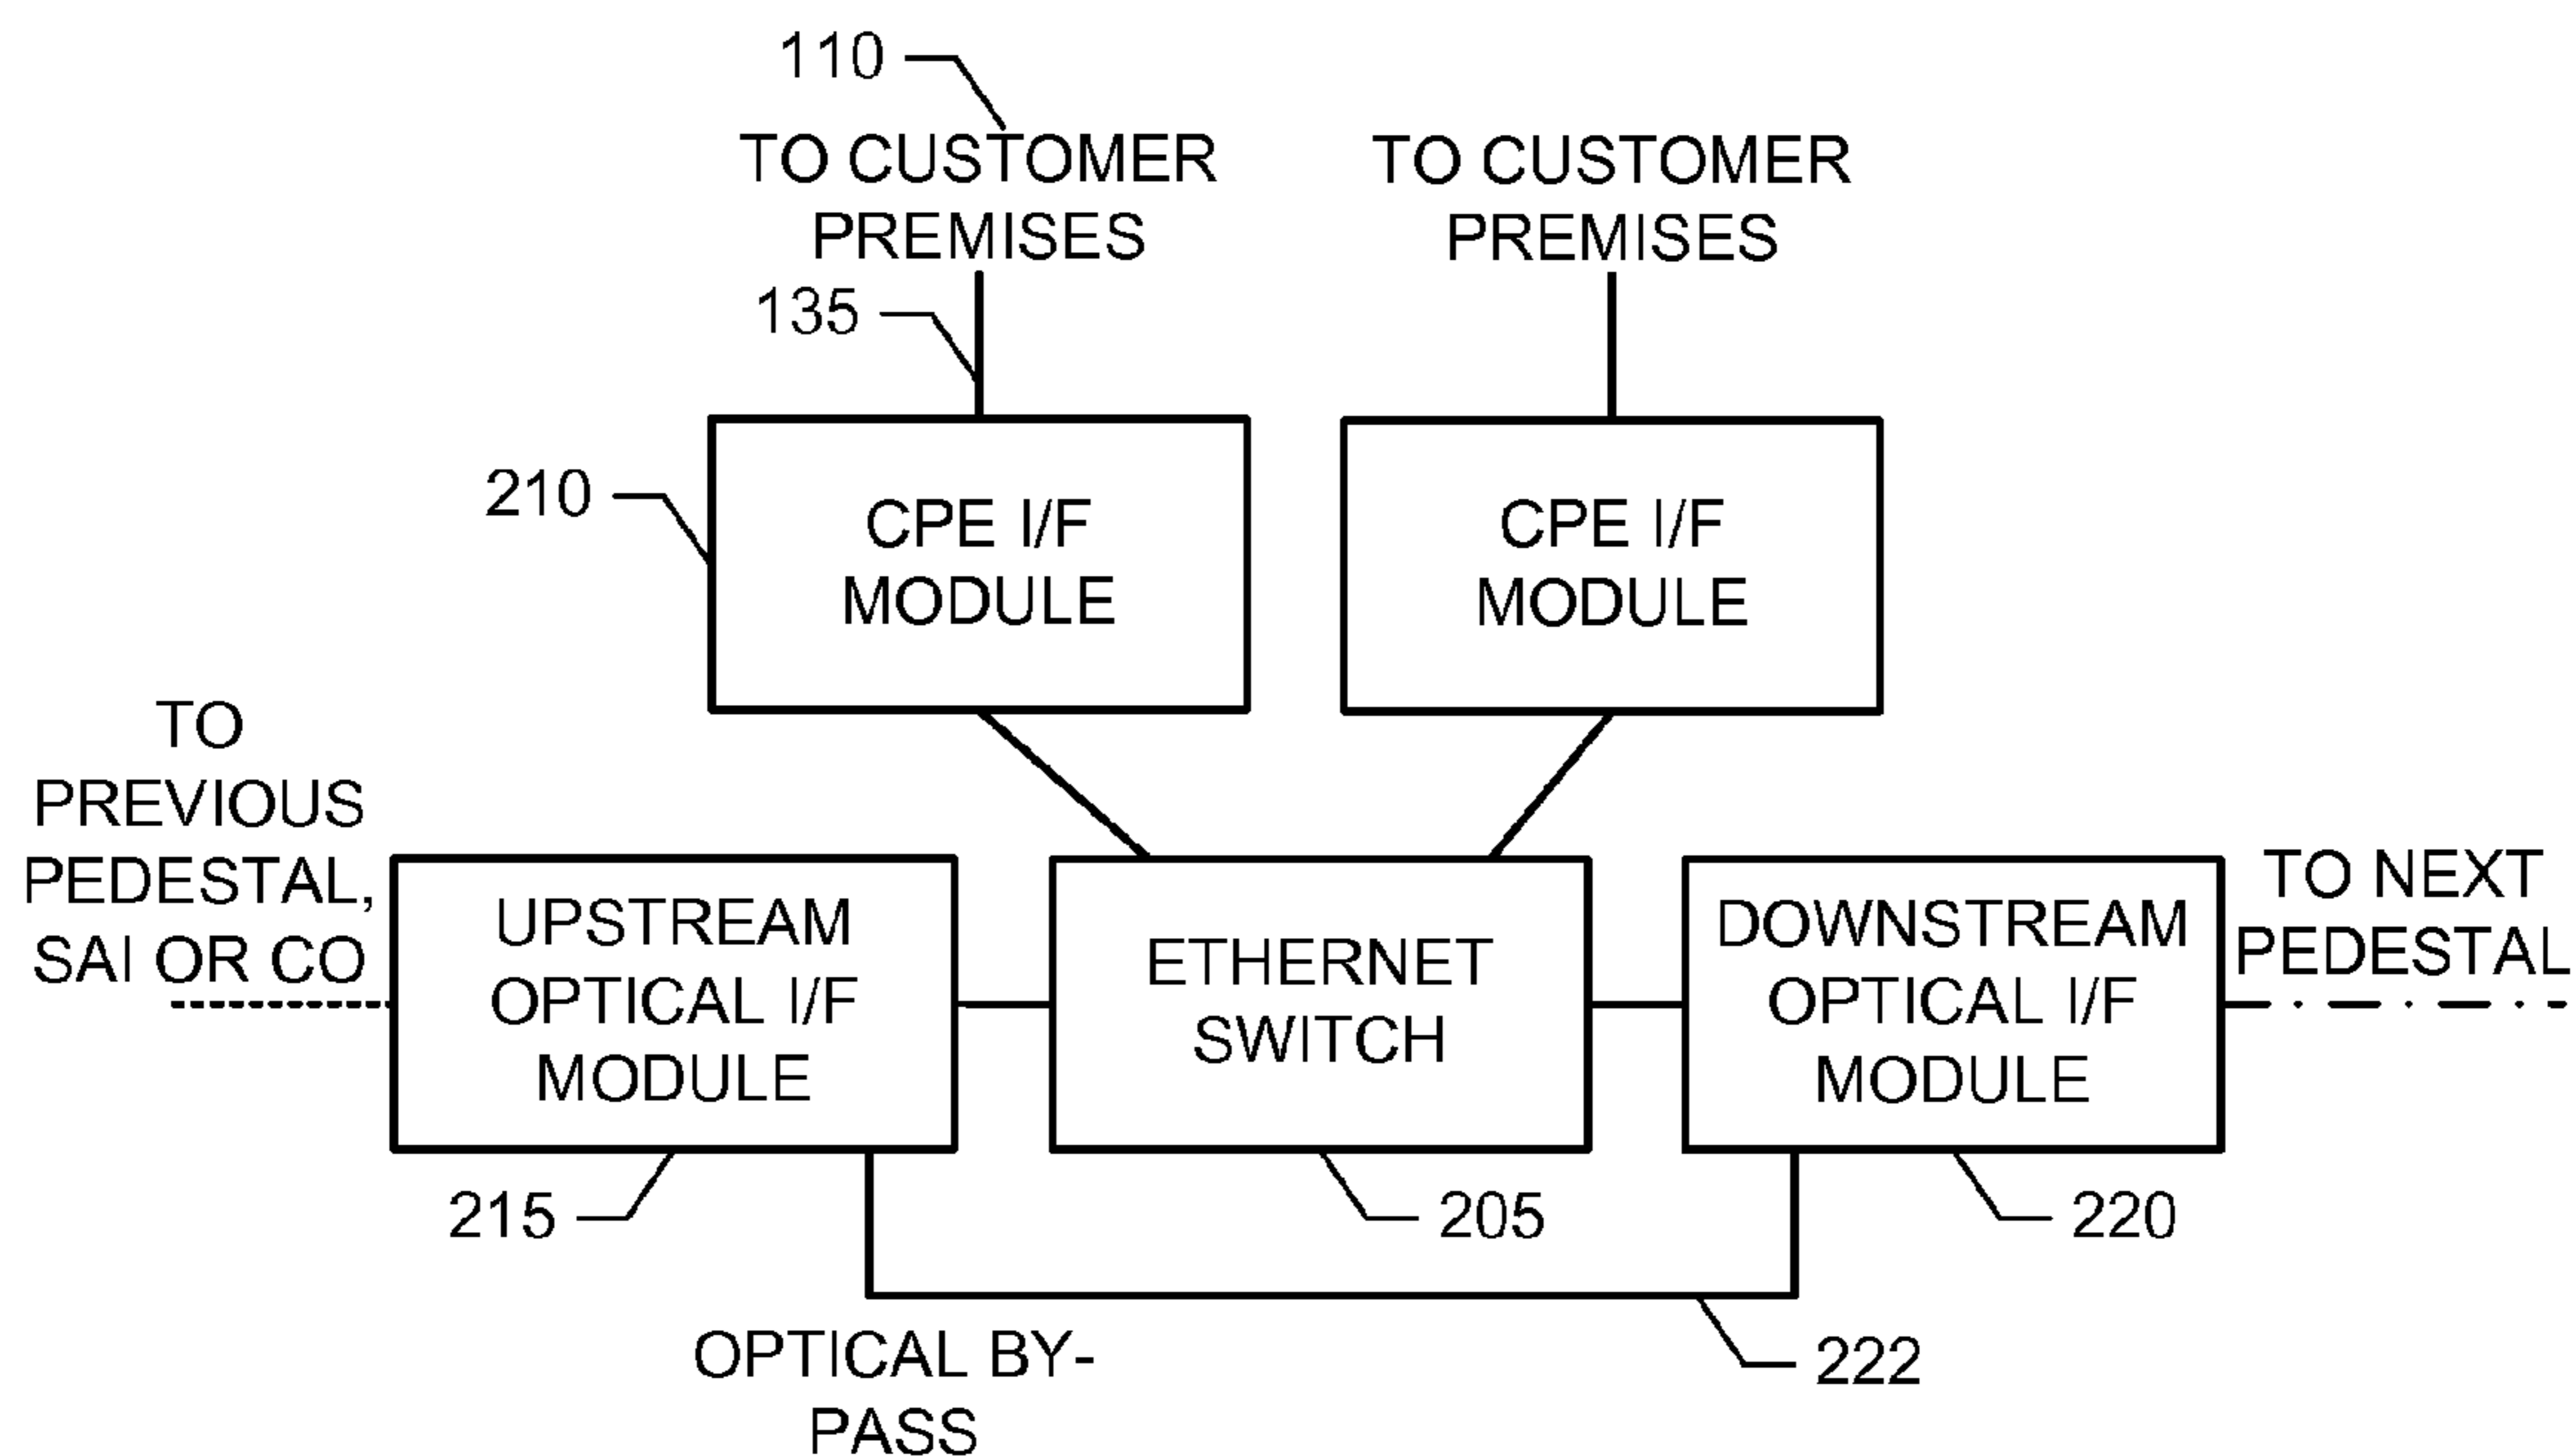 110
TO CUSTOMER
PREMISES
TO CUSTOMER
PREMISES
135
210
CPE I/F
MODULE
CPE I/F
MODULE
TO
PREVIOUS
PEDESTAL,
SAI OR CO
UPSTREAM
OPTICAL I/F
MODULE
ETHERNET
SWITCH
DOWNSTREAM
OPTICAL I/F
MODULE
TO NEXT
PEDESTAL
215
205
220
222
OPTICAL BY-
PASS